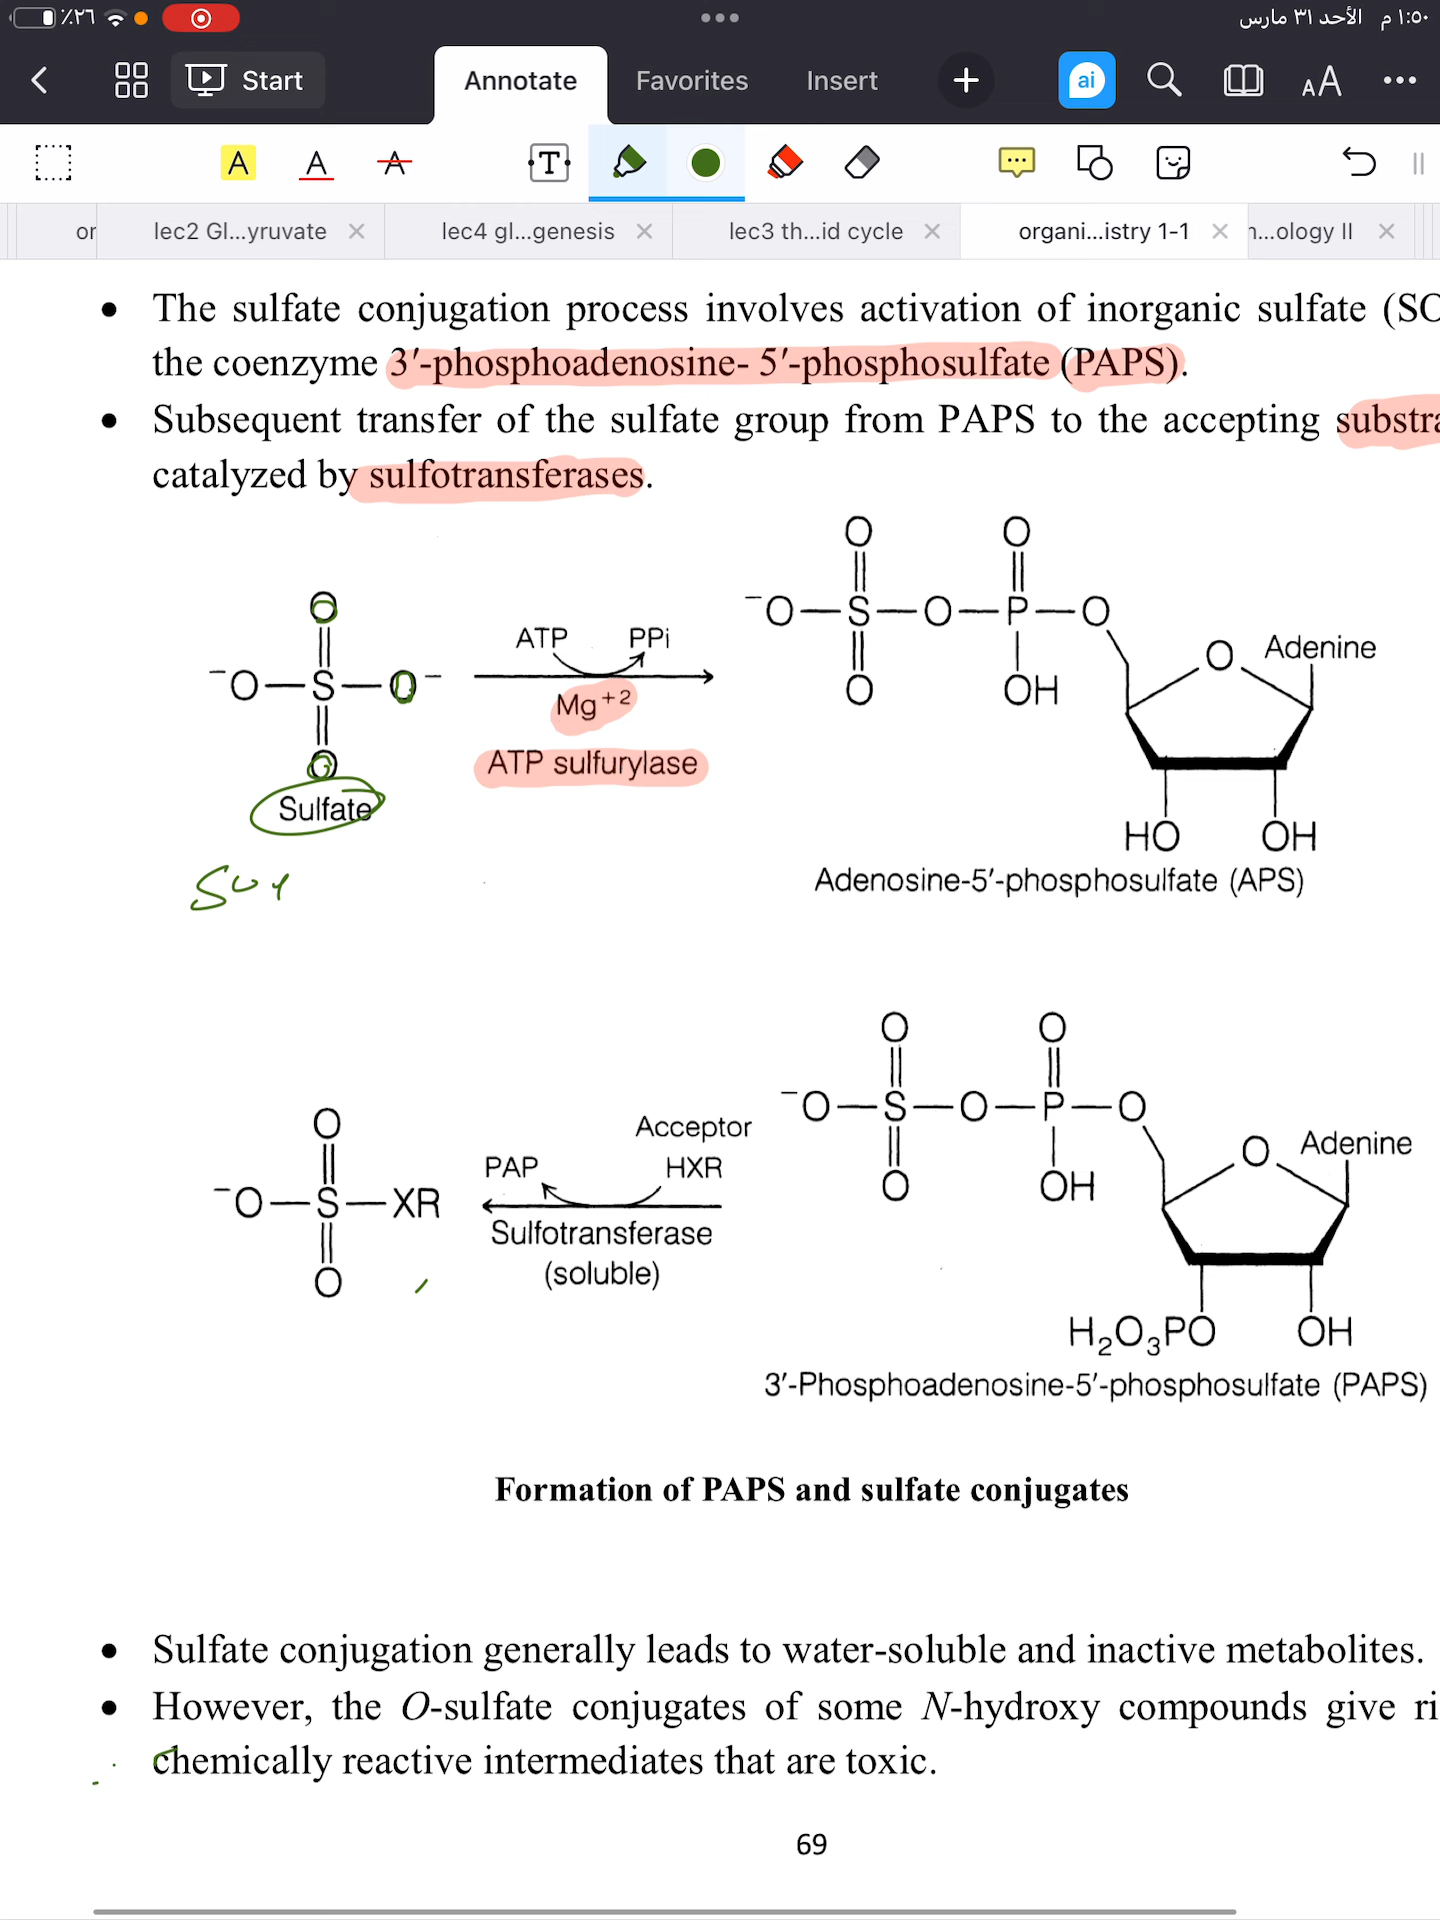 ٪٢٦
١:٥٠ م الأحد ٣١ مارس
Start
Annotate
Favorites
Insert
ai
AA
A A A T
or
lec2 Gl...yruvate
lec4 gl...genesis
lec3 th...id cycle
organi...istry 1-1
...ology II
The sulfate conjugation process involves activation of inorganic sulfate (SO
the coenzyme 3′-phosphoadenosine- 5′-phosphosulfate (PAPS).
Subsequent transfer of the sulfate group from PAPS to the accepting substra
catalyzed by sulfotransferases.
O O
O
⁻O—S—O—P—O
ATP PPi
O Adenine
⁻O—S—O⁻
O OH
Mg⁺²
O
ATP sulfurylase
Sulfate
HO OH
Adenosine-5′-phosphosulfate (APS)
SO4
O O
⁻O—S—O—P—O
O
Acceptor
O Adenine
PAP HXR
O OH
⁻O—S—XR
Sulfotransferase
(soluble)
O
H₂O₃PO OH
3′-Phosphoadenosine-5′-phosphosulfate (PAPS)
Formation of PAPS and sulfate conjugates
Sulfate conjugation generally leads to water-soluble and inactive metabolites.
However, the O-sulfate conjugates of some N-hydroxy compounds give ri
chemically reactive intermediates that are toxic.
69